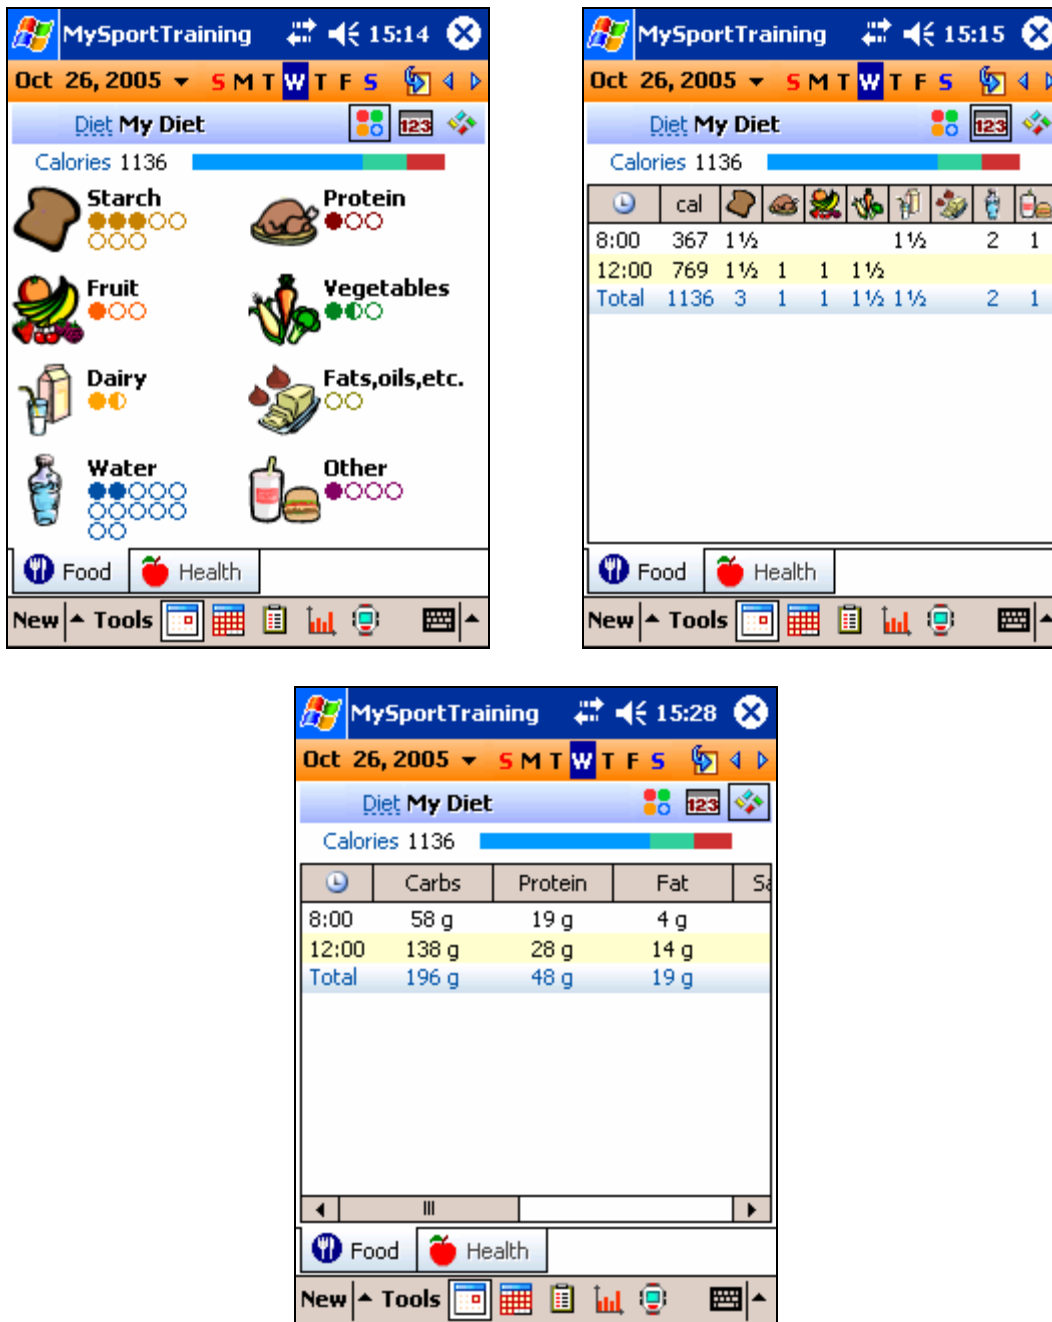 MySportTraining 15:14
Oct 26, 2005 S M T W T F S
Diet My Diet 123
Calories 1136
Starch Protein
Fruit Vegetables
Dairy Fats,oils,etc.
Water Other
Food Health
New Tools
MySportTraining 15:15
Oct 26, 2005 S M T W T F S
Diet My Diet 123
Calories 1136
cal
8:00 367 1½ 1½ 2 1
12:00 769 1½ 1 1 1½
Total 1136 3 1 1 1½ 1½ 2 1
Food Health
New Tools
MySportTraining 15:28
Oct 26, 2005 S M T W T F S
Diet My Diet 123
Calories 1136
Carbs Protein Fat
8:00 58 g 19 g 4 g
12:00 138 g 28 g 14 g
Total 196 g 48 g 19 g
Food Health
New Tools